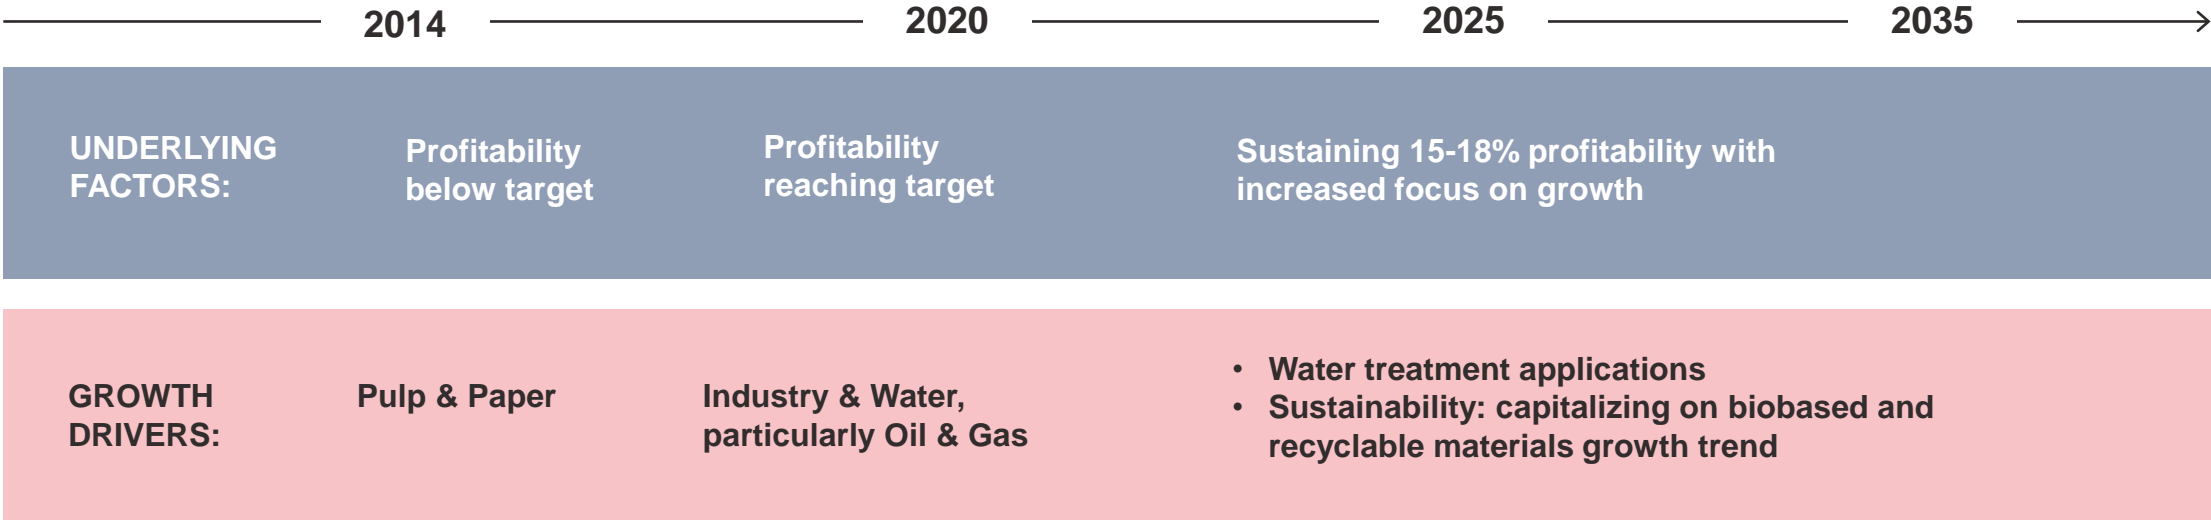 2014 2020 2025 2035
UNDERLYING
FACTORS:
Profitability
below target
Profitability
reaching target
Sustaining 15-18% profitability with
increased focus on growth
GROWTH
DRIVERS:
Pulp & Paper
Industry & Water,
particularly Oil & Gas
• Water treatment applications
• Sustainability: capitalizing on biobased and
recyclable materials growth trend